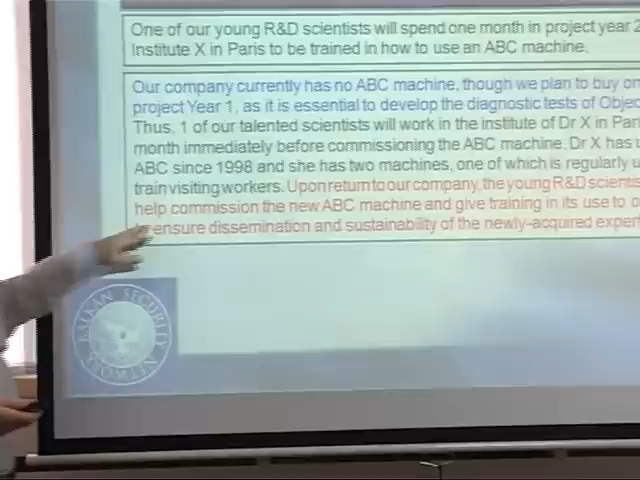 One of our young R&D scientists will spend one month in project year 2
Institute X in Paris to be trained in how to use an ABC machine.
Our company currently has no ABC machine, though we plan to buy on
project Year 1, as it is essential to develop the diagnostic tests of Objec
Thus, 1 of our talented scientists will work in the institute of Dr X in Pari
month immediately before commissioning the ABC machine. Dr X has u
ABC since 1998 and she has two machines, one of which is regularly u
train visiting workers. Upon return to our company, the young R&D scientis
help commission the new ABC machine and give training in its use to o
ensure dissemination and sustainability of the newly-acquired exper
BALKAN SECURITY NETWORK